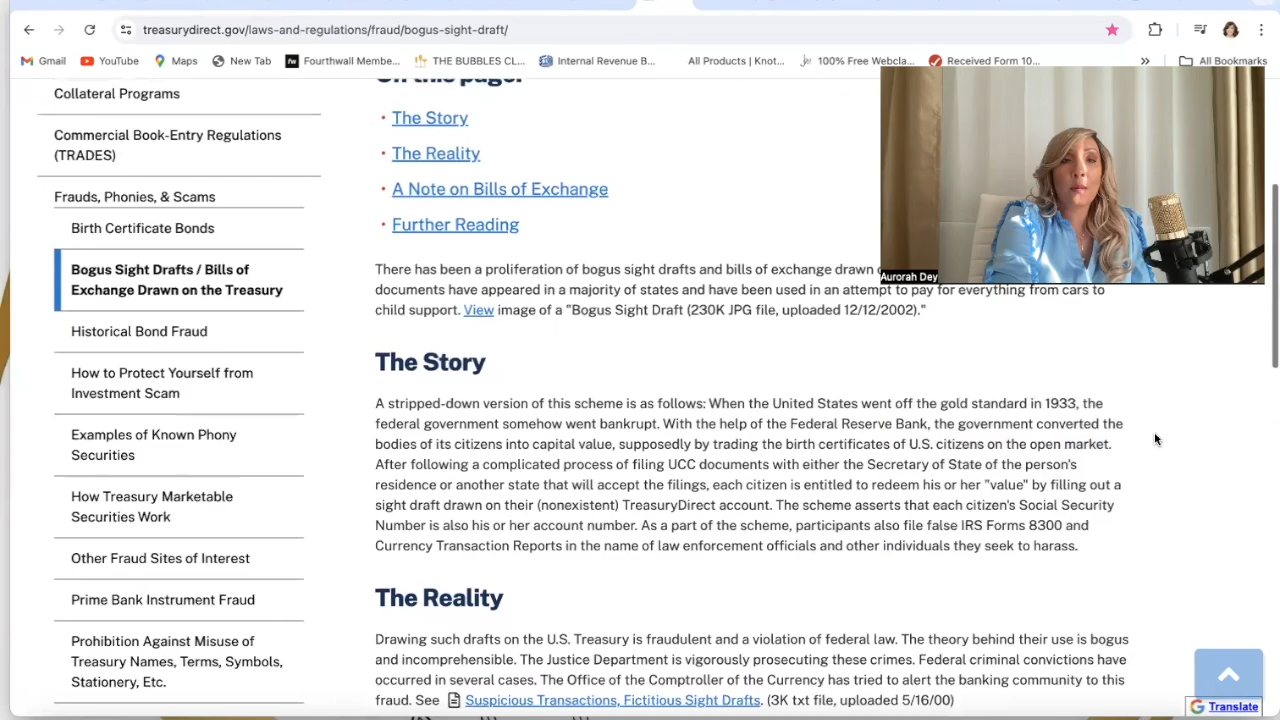 treasurydirect.gov/laws-and-regulations/fraud/bogus-sight-draft/
Gmail YouTube Maps New Tab Fourthwall Membe... THE BUBBLES CL... Internal Revenue B... All Products | Knot... 100% Free Webcla... Received Form 10... » All Bookmarks
On this page:
Collateral Programs
Commercial Book-Entry Regulations
(TRADES)
Frauds, Phonies, & Scams
Birth Certificate Bonds
Bogus Sight Drafts / Bills of
Exchange Drawn on the Treasury
Historical Bond Fraud
How to Protect Yourself from
Investment Scam
Examples of Known Phony
Securities
How Treasury Marketable
Securities Work
Other Fraud Sites of Interest
Prime Bank Instrument Fraud
Prohibition Against Misuse of
Treasury Names, Terms, Symbols,
Stationery, Etc.
• The Story
• The Reality
• A Note on Bills of Exchange
• Further Reading
There has been a proliferation of bogus sight drafts and bills of exchange drawn
documents have appeared in a majority of states and have been used in an attempt to pay for everything from cars to
child support. View image of a "Bogus Sight Draft (230K JPG file, uploaded 12/12/2002)."
The Story
A stripped-down version of this scheme is as follows: When the United States went off the gold standard in 1933, the
federal government somehow went bankrupt. With the help of the Federal Reserve Bank, the government converted the
bodies of its citizens into capital value, supposedly by trading the birth certificates of U.S. citizens on the open market.
After following a complicated process of filing UCC documents with either the Secretary of State of the person's
residence or another state that will accept the filings, each citizen is entitled to redeem his or her "value" by filling out a
sight draft drawn on their (nonexistent) TreasuryDirect account. The scheme asserts that each citizen's Social Security
Number is also his or her account number. As a part of the scheme, participants also file false IRS Forms 8300 and
Currency Transaction Reports in the name of law enforcement officials and other individuals they seek to harass.
The Reality
Drawing such drafts on the U.S. Treasury is fraudulent and a violation of federal law. The theory behind their use is bogus
and incomprehensible. The Justice Department is vigorously prosecuting these crimes. Federal criminal convictions have
occurred in several cases. The Office of the Comptroller of the Currency has tried to alert the banking community to this
fraud. See Suspicious Transactions, Fictitious Sight Drafts. (3K txt file, uploaded 5/16/00)
Aurorah Dey
Translate